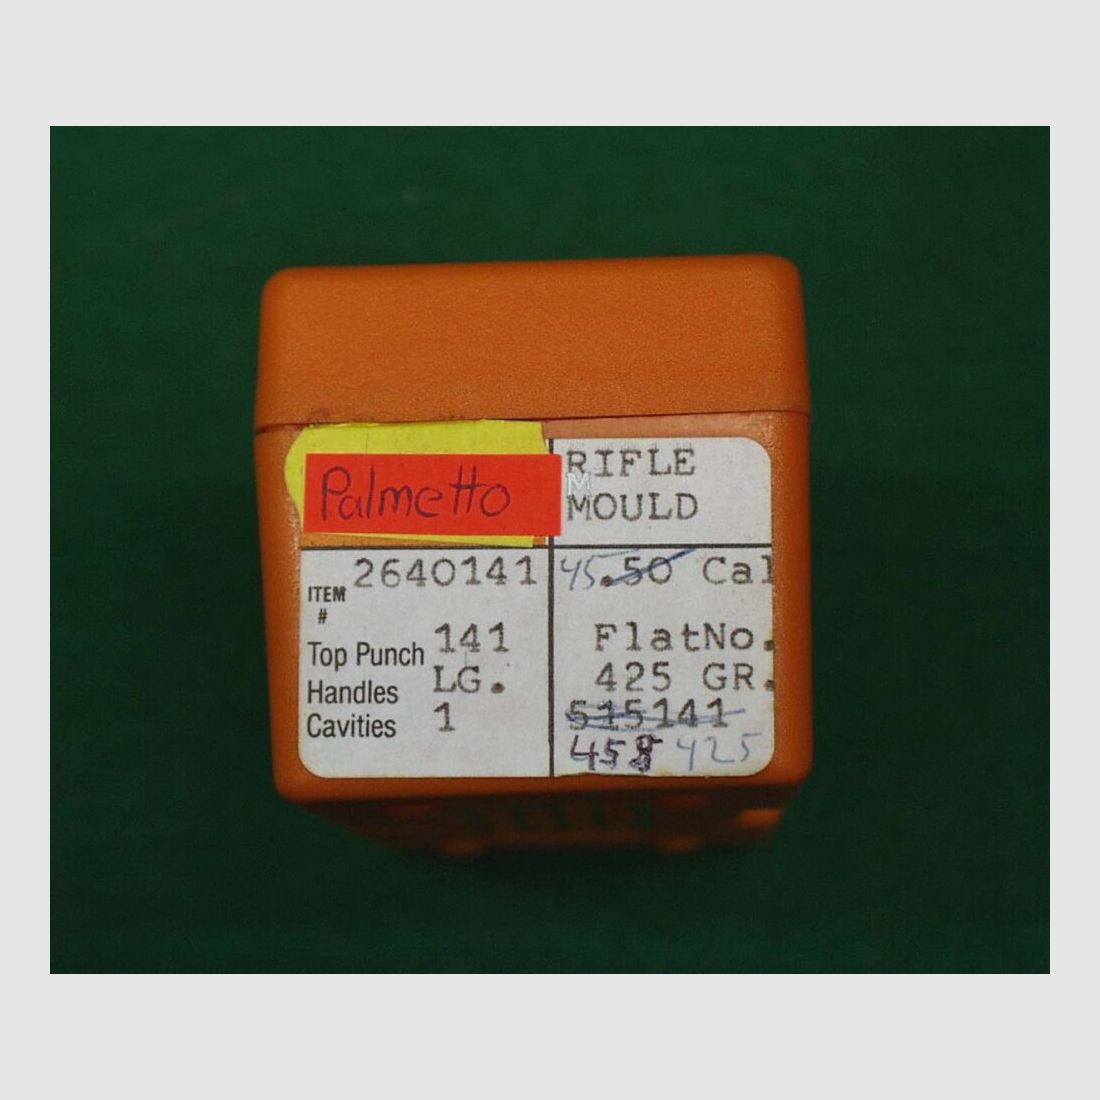 Palmetto
RIFLE
MOULD
ITEM # 2640141
Top Punch 141
Handles LG.
Cavities 1
45 .50 Cal
FlatNo.
425 GR.
515141
458 425